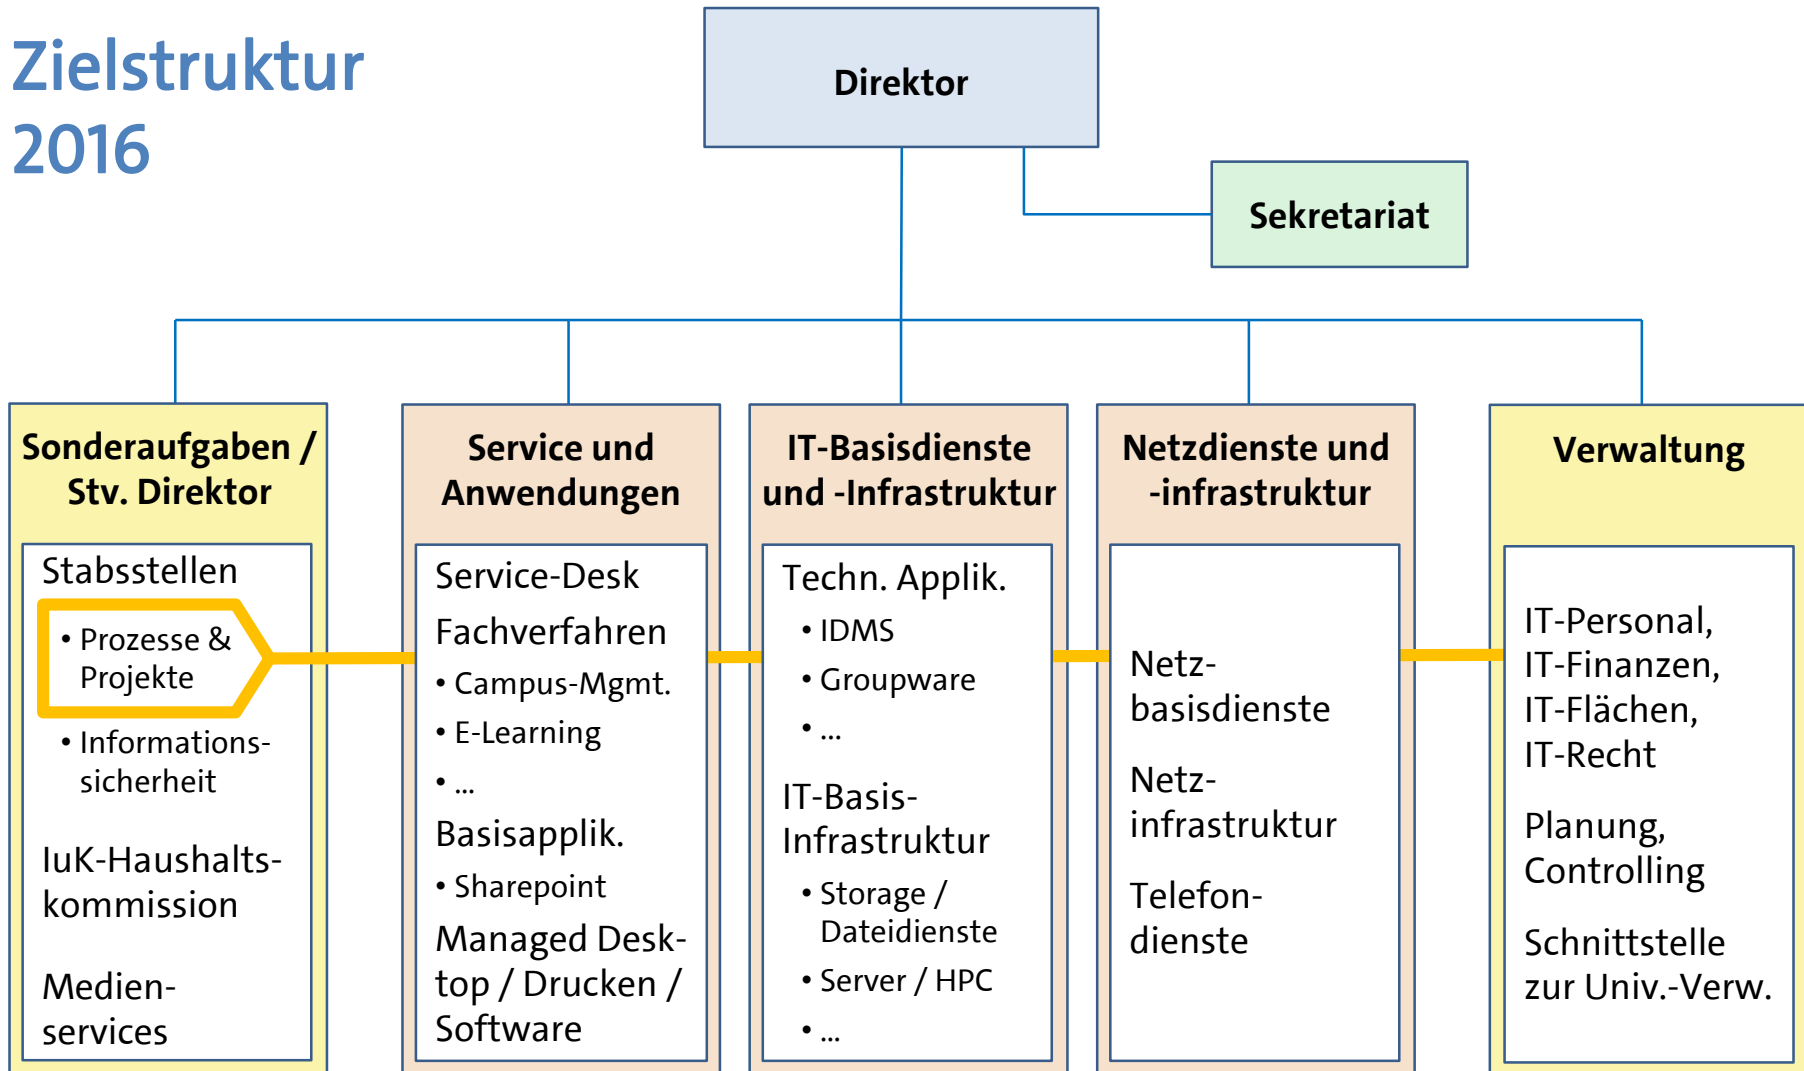 Zielstruktur
2016
Direktor
Sekretariat
Sonderaufgaben /
Stv. Direktor
Stabsstellen
• Prozesse &
Projekte
• Informations-
sicherheit
IuK-Haushalts-
kommission
Medien-
services
Service und
Anwendungen
Service-Desk
Fachverfahren
• Campus-Mgmt.
• E-Learning
• ...
Basisapplik.
• Sharepoint
Managed Desk-
top / Drucken /
Software
IT-Basisdienste
und -Infrastruktur
Techn. Applik.
• IDMS
• Groupware
• ...
IT-Basis-
Infrastruktur
• Storage /
Dateidienste
• Server / HPC
• ...
Netzdienste und
-infrastruktur
Netz-
basisdienste
Netz-
infrastruktur
Telefon-
dienste
Verwaltung
IT-Personal,
IT-Finanzen,
IT-Flächen,
IT-Recht
Planung,
Controlling
Schnittstelle
zur Univ.-Verw.